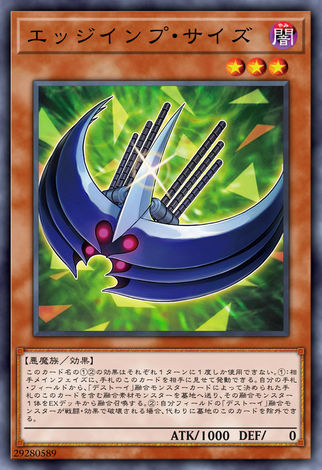 エッジインプ・サイズ
やみ
闇
【悪魔族／効果】
このカード名の①②の効果はそれぞれ１ターンに１度しか使用できない。①：相
手メインフェイズに、手札のこのカードを相手に見せて発動できる。自分の手札
・フィールドから、「デストーイ」融合モンスターカードによって決められた手札
のこのカードを含む融合素材モンスターを墓地へ送り、その融合モンスター
１体をEXデッキから融合召喚する。②：自分フィールドの「デストーイ」融合モ
ンスターが戦闘・効果で破壊される場合、代わりに墓地のこのカードを除外でき
る。
ATK/1000 DEF/ 0
29280589